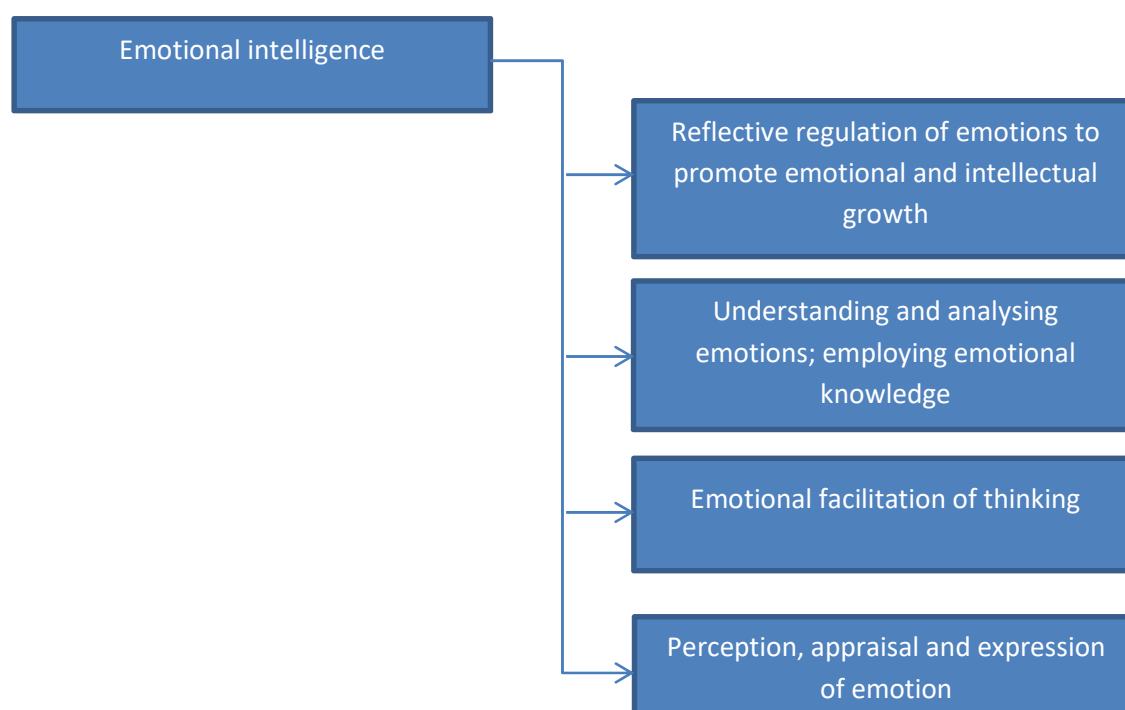 Emotional intelligence
Reflective regulation of emotions to
promote emotional and intellectual
growth
Understanding and analysing
emotions; employing emotional
knowledge
Emotional facilitation of thinking
Perception, appraisal and expression
of emotion